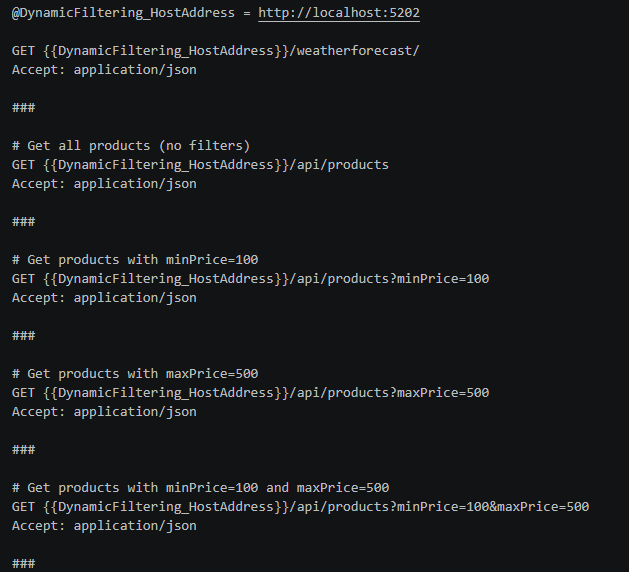 @DynamicFiltering_HostAddress = http://localhost:5202
GET {{DynamicFiltering_HostAddress}}/weatherforecast/
Accept: application/json
###
# Get all products (no filters)
GET {{DynamicFiltering_HostAddress}}/api/products
Accept: application/json
###
# Get products with minPrice=100
GET {{DynamicFiltering_HostAddress}}/api/products?minPrice=100
Accept: application/json
###
# Get products with maxPrice=500
GET {{DynamicFiltering_HostAddress}}/api/products?maxPrice=500
Accept: application/json
###
# Get products with minPrice=100 and maxPrice=500
GET {{DynamicFiltering_HostAddress}}/api/products?minPrice=100&maxPrice=500
Accept: application/json
###